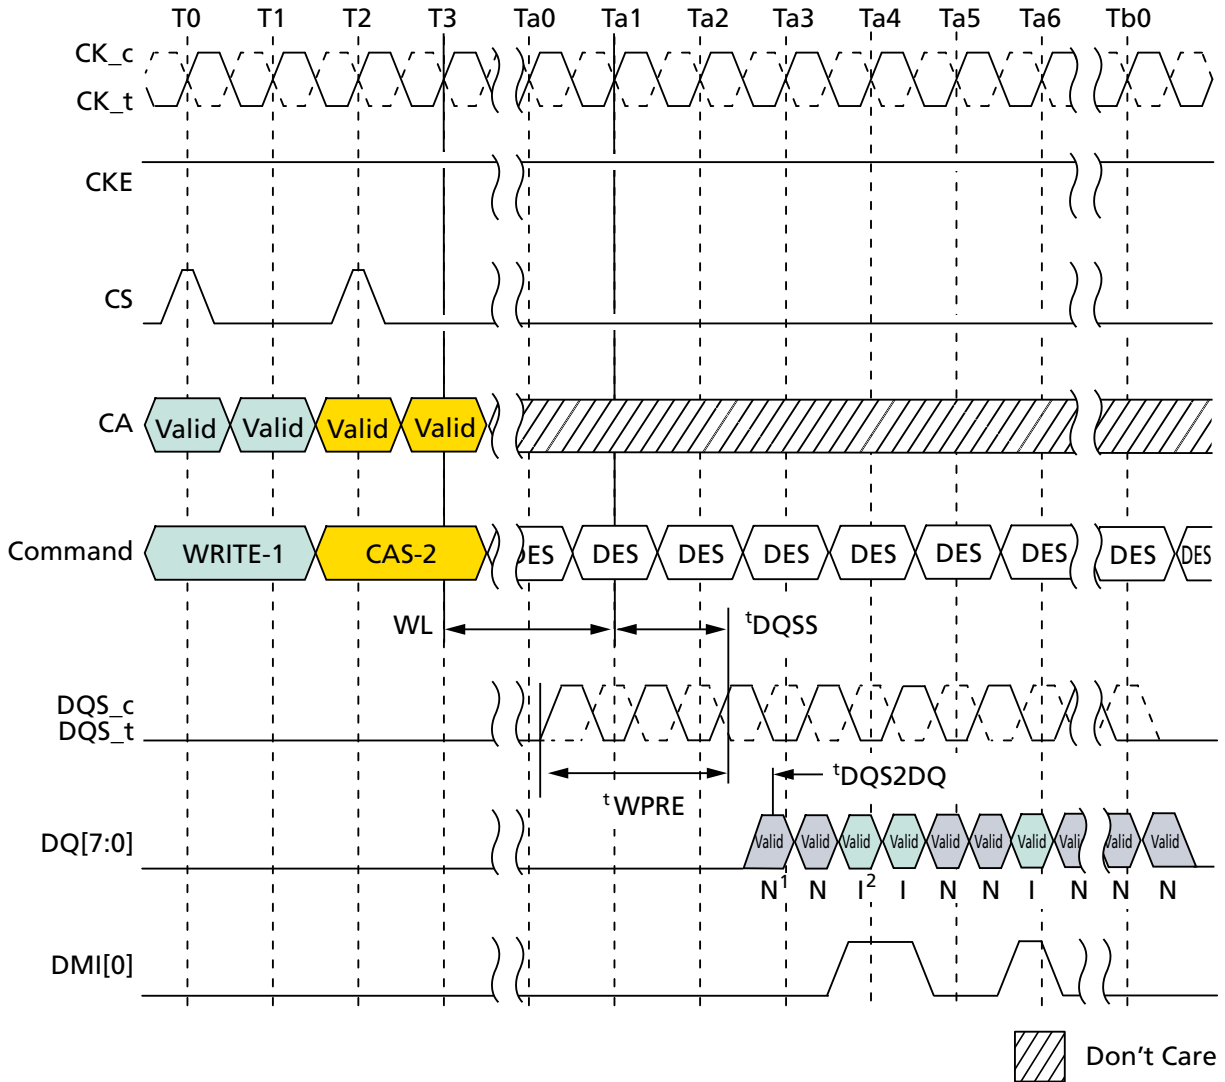 T0 T1 T2 T3 Ta0 Ta1 Ta2 Ta3 Ta4 Ta5 Ta6 Tb0
CK_c
CK_t
CKE
CS
CA Valid Valid Valid Valid
Command WRITE-1 CAS-2 DES DES DES DES DES DES DES DES DES
WL tDQSS
DQS_c
DQS_t
tDQS2DQ
tWPRE
DQ[7:0] Valid Valid Valid Valid Valid Valid Valid Vali Valid Valid
N1 N I2 I N N I N N N
DMI[0]
Don't Care